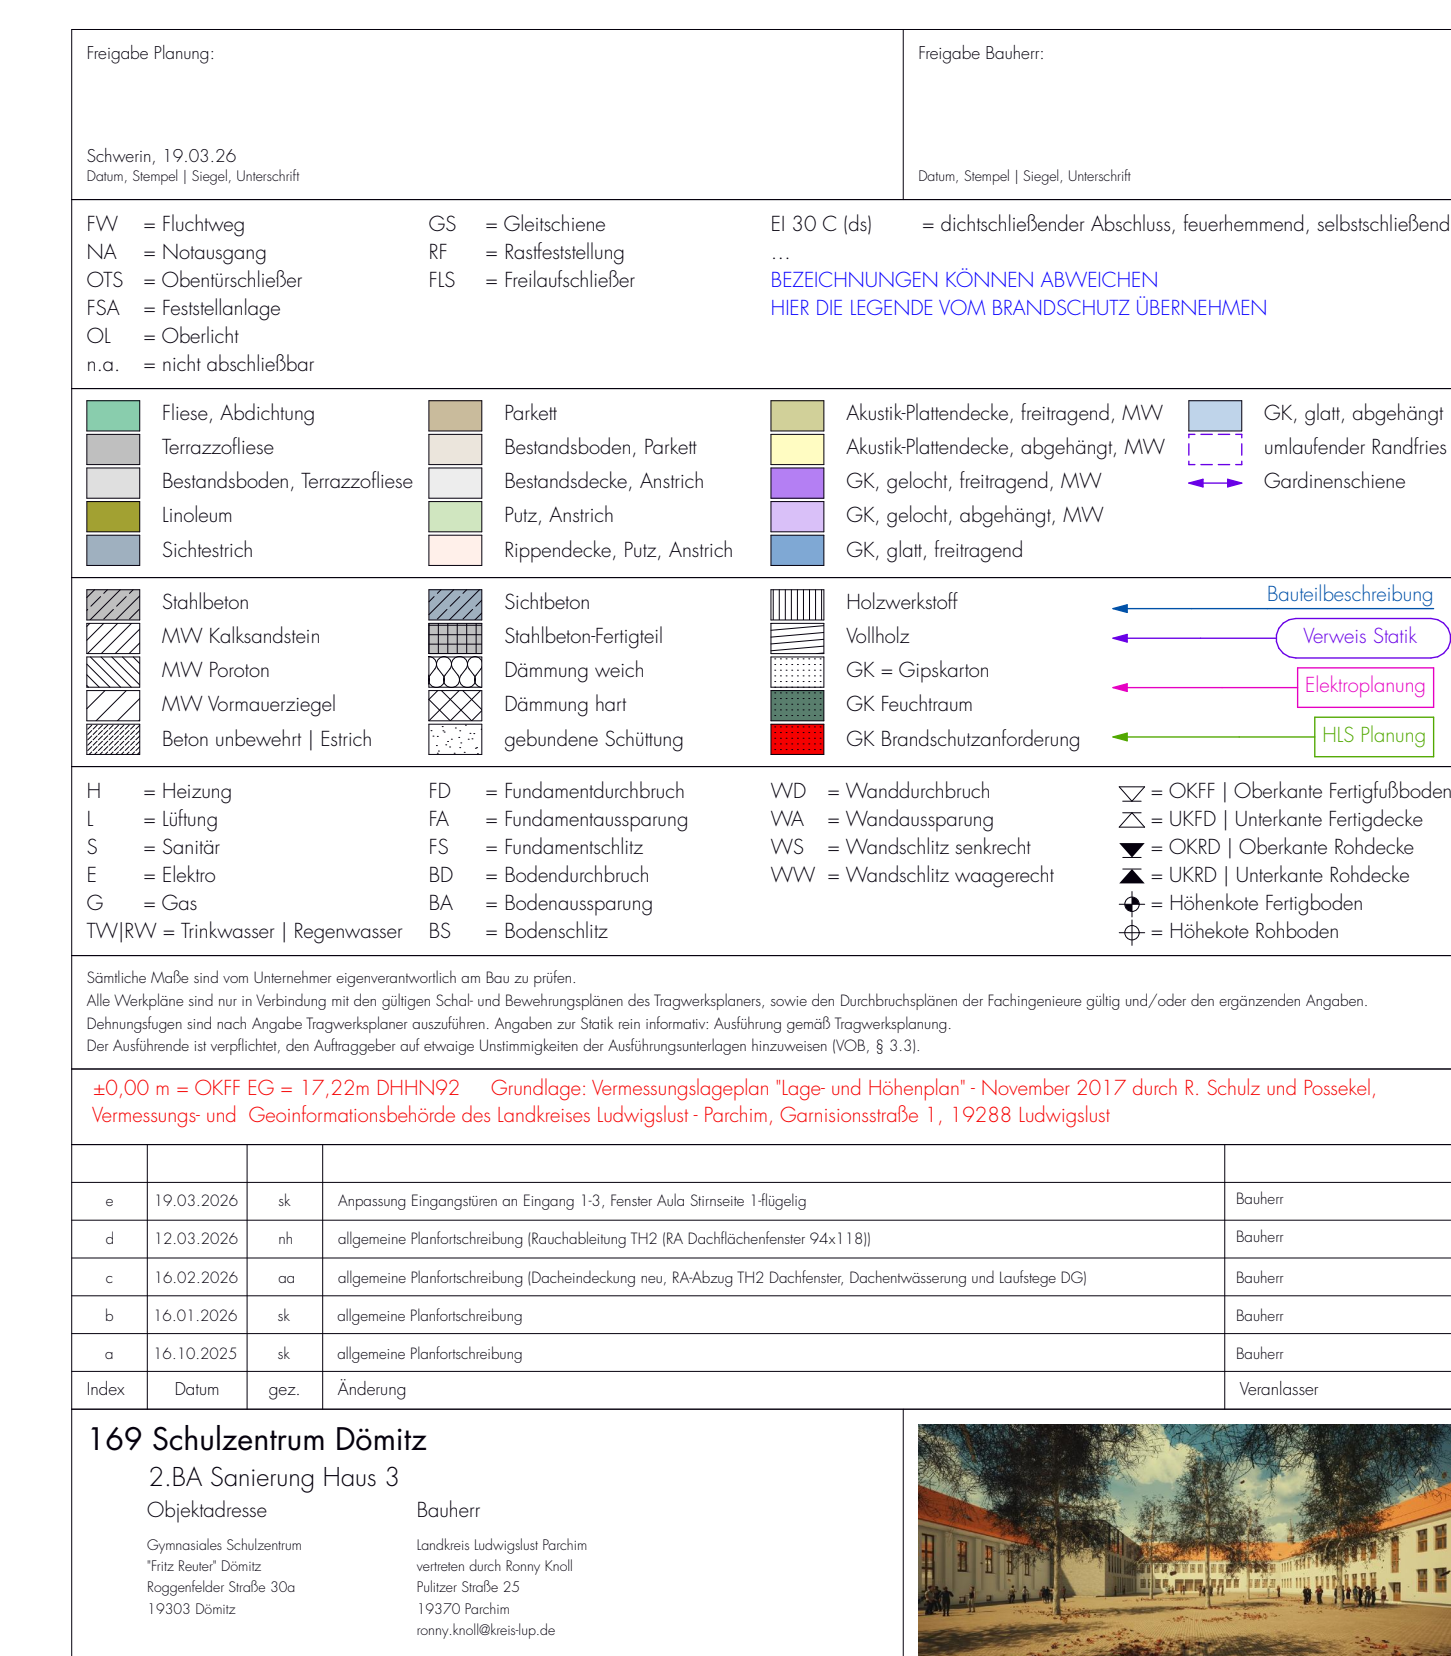 Freigabe Planung:
Freigabe Bauherr:
Schwerin, 19.03.26
Datum, Stempel | Siegel, Unterschrift
Datum, Stempel | Siegel, Unterschrift
FW = Fluchtweg
NA = Notausgang
OTS = Obentürschließer
FSA = Feststellanlage
OL = Oberlicht
n.a. = nicht abschließbar
GS = Gleitschiene
RF = Rastfeststellung
FLS = Freilaufschließer
EI 30 C (ds) = dichtschließender Abschluss, feuerhemmend, selbstschließend
...
BEZEICHNUNGEN KÖNNEN ABWEICHEN
HIER DIE LEGENDE VOM BRANDSCHUTZ ÜBERNEHMEN
Fliese, Abdichtung
Terrazzofliese
Bestandsboden, Terrazzofliese
Linoleum
Sichtestrich
Parkett
Bestandsboden, Parkett
Bestandsdecke, Anstrich
Putz, Anstrich
Rippendecke, Putz, Anstrich
Akustik-Plattendecke, freitragend, MW
Akustik-Plattendecke, abgehängt, MW
GK, gelocht, freitragend, MW
GK, gelocht, abgehängt, MW
GK, glatt, freitragend
GK, glatt, abgehängt
umlaufender Randfries
Gardinenschiene
Stahlbeton
MW Kalksandstein
MW Poroton
MW Vormauerziegel
Beton unbewehrt | Estrich
Sichtbeton
Stahlbeton-Fertigteil
Dämmung weich
Dämmung hart
gebundene Schüttung
Holzwerkstoff
Vollholz
GK = Gipskarton
GK Feuchtraum
GK Brandschutzanforderung
Bauteilbeschreibung
Verweis Statik
Elektroplanung
HLS Planung
H = Heizung
L = Lüftung
S = Sanitär
E = Elektro
G = Gas
TW|RW = Trinkwasser | Regenwasser
FD = Fundamentdurchbruch
FA = Fundamentaussparung
FS = Fundamentschlitz
BD = Bodendurchbruch
BA = Bodenaussparung
BS = Bodenschlitz
WD = Wanddurchbruch
WA = Wandaussparung
WS = Wandschlitz senkrecht
WW = Wandschlitz waagerecht
= OKFF | Oberkante Fertigfußboden
= UKFD | Unterkante Fertigdecke
= OKRD | Oberkante Rohdecke
= UKRD | Unterkante Rohdecke
= Höhenkote Fertigboden
= Höhekote Rohboden
Sämtliche Maße sind vom Unternehmer eigenverantwortlich am Bau zu prüfen.
Alle Werkpläne sind nur in Verbindung mit den gültigen Schal- und Bewehrungsplänen des Tragwerksplaners, sowie den Durchbruchsplänen der Fachingenieure gültig und/oder den ergänzenden Angaben.
Dehnungsfugen sind nach Angabe Tragwerksplaner auszuführen. Angaben zur Statik rein informativ: Ausführung gemäß Tragwerksplanung.
Der Ausführende ist verpflichtet, den Auftraggeber auf etwaige Unstimmigkeiten der Ausführungsunterlagen hinzuweisen (VOB, § 3.3).
±0,00 m = OKFF EG = 17,22m DHHN92 Grundlage: Vermessungslageplan "Lage- und Höhenplan" - November 2017 durch R. Schulz und Possekel,
Vermessungs- und Geoinformationsbehörde des Landkreises Ludwigslust - Parchim, Garnisionsstraße 1, 19288 Ludwigslust
e 19.03.2026 sk Anpassung Eingangstüren an Eingang 1-3, Fenster Aula Stirnseite 1-flügelig Bauherr
d 12.03.2026 nh allgemeine Planfortschreibung (Rauchableitung TH2 (RA Dachflächenfenster 94x118)) Bauherr
c 16.02.2026 aa allgemeine Planfortschreibung (Dacheindeckung neu, RA-Abzug TH2 Dachfenster, Dachentwässerung und Laufstege DG) Bauherr
b 16.01.2026 sk allgemeine Planfortschreibung Bauherr
a 16.10.2025 sk allgemeine Planfortschreibung Bauherr
Index Datum gez. Änderung Veranlasser
169 Schulzentrum Dömitz
2.BA Sanierung Haus 3
Objektadresse
Gymnasiales Schulzentrum
"Fritz Reuter" Dömitz
Roggenfelder Straße 30a
19303 Dömitz
Bauherr
Landkreis Ludwigslust Parchim
vertreten durch Ronny Knoll
Pulitzer Straße 25
19370 Parchim
ronny.knoll@kreis-lup.de